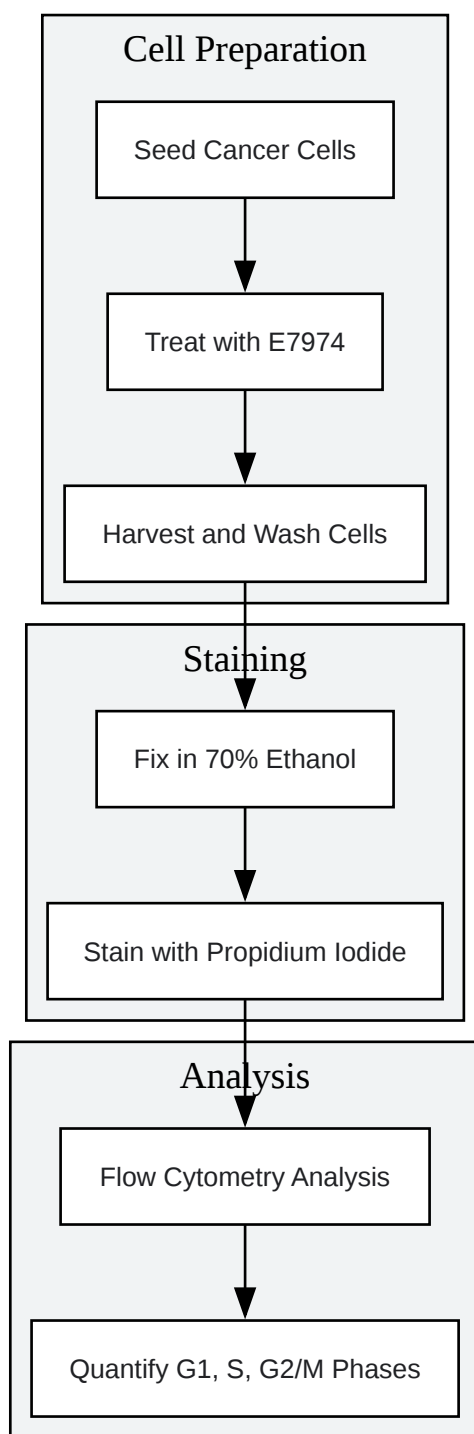 Cell Preparation
Seed Cancer Cells
Treat with E7974
Harvest and Wash Cells
Staining
Fix in 70% Ethanol
Stain with Propidium Iodide
Analysis
Flow Cytometry Analysis
Quantify G1, S, G2/M Phases